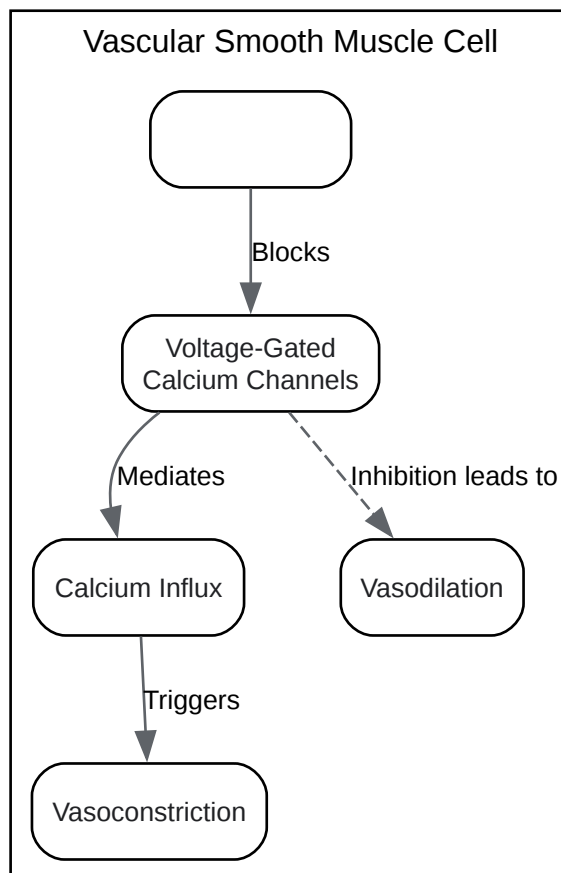 Vascular Smooth Muscle Cell
Blocks
Voltage-Gated
Calcium Channels
Mediates
Inhibition leads to
Calcium Influx
Vasodilation
Triggers
Vasoconstriction